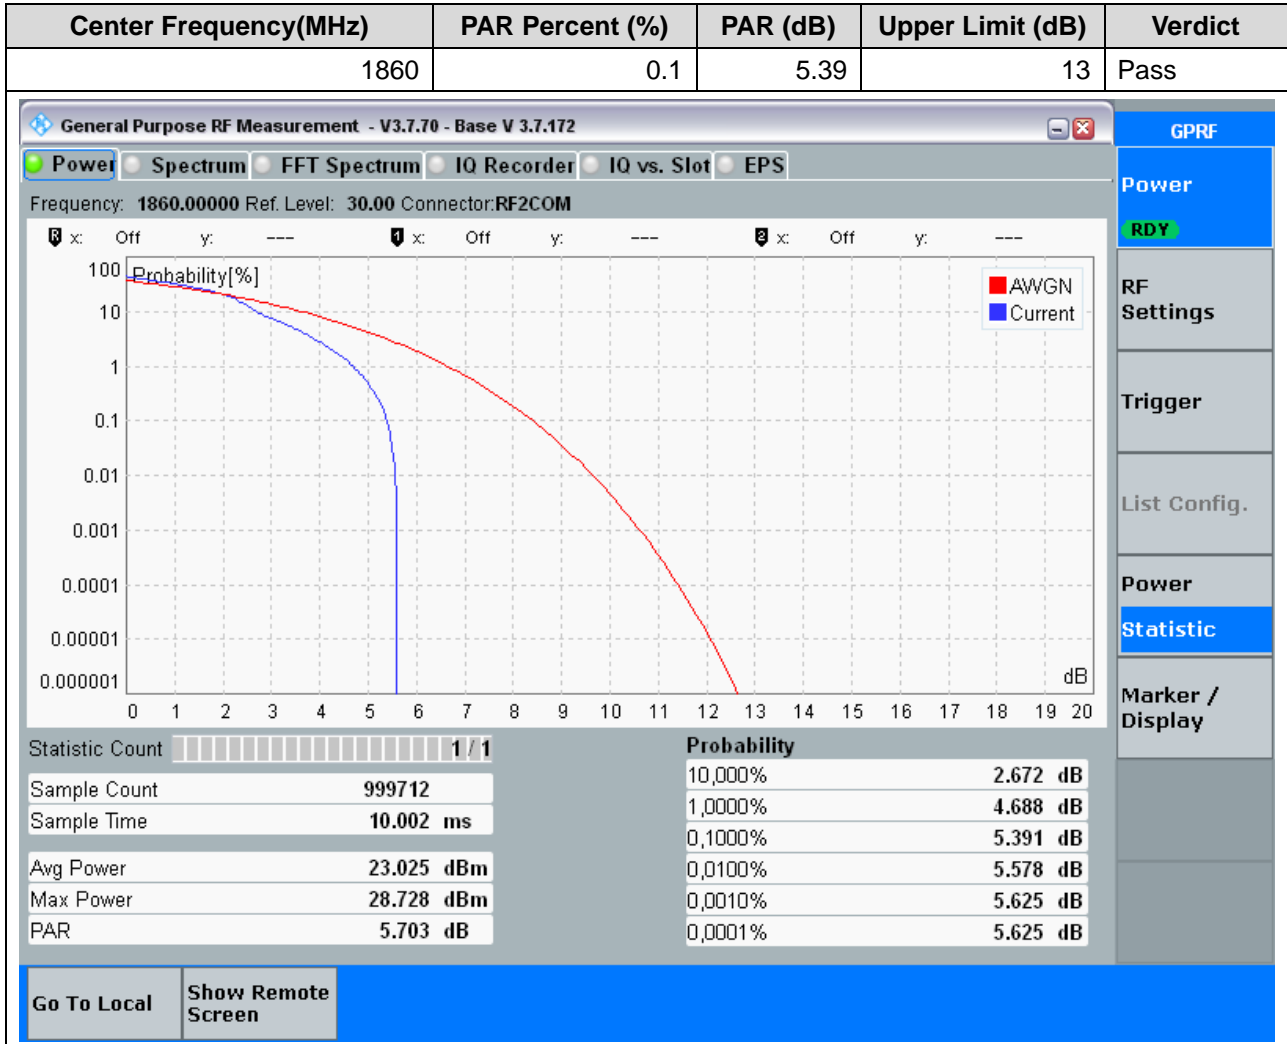 Center Frequency(MHz) PAR Percent (%) PAR (dB) Upper Limit (dB) Verdict
1860 0.1 5.39 13 Pass
General Purpose RF Measurement - V3.7.70 - Base V 3.7.172
GPRF
Power Spectrum FFT Spectrum IQ Recorder IQ vs. Slot EPS
Frequency: 1860.00000 Ref. Level: 30.00 Connector:RF2COM
R x: Off y: --- 1 x: Off y: --- 2 x: Off y: ---
Probability[%]
100
10
1
0.1
0.01
0.001
0.0001
0.00001
0.000001
AWGN
Current
dB
0 1 2 3 4 5 6 7 8 9 10 11 12 13 14 15 16 17 18 19 20
Statistic Count 1 / 1
Sample Count 999712
Sample Time 10.002 ms
Avg Power 23.025 dBm
Max Power 28.728 dBm
PAR 5.703 dB
Probability
10,000% 2.672 dB
1,0000% 4.688 dB
0,1000% 5.391 dB
0,0100% 5.578 dB
0,0010% 5.625 dB
0,0001% 5.625 dB
Power
RDY
RF
Settings
Trigger
List Config.
Power
Statistic
Marker /
Display
Go To Local
Show Remote
Screen